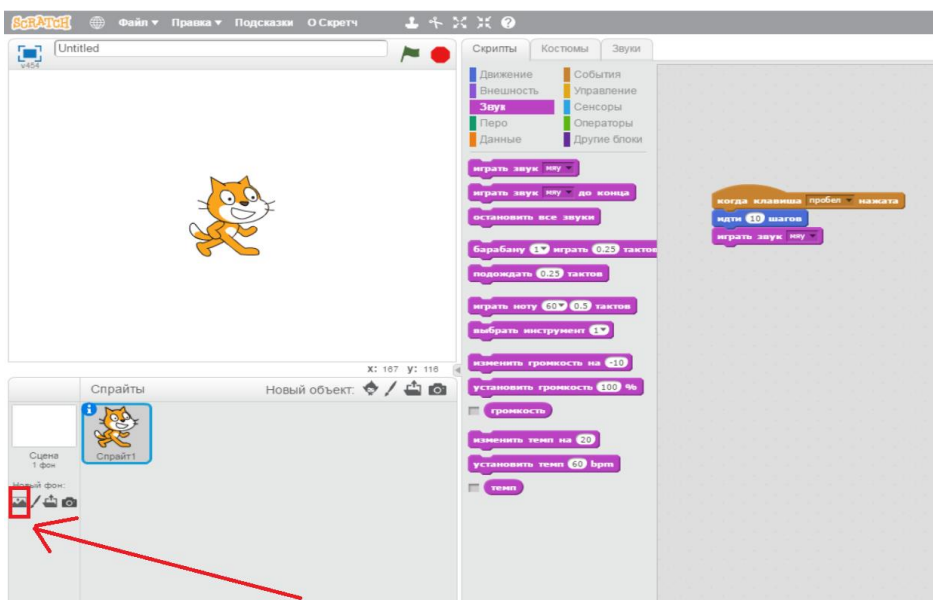 SCRATCH Файл Правка Подсказки О Скретч
Untitled
v454
Скрипты Костюмы Звуки
Движение События
Внешность Управление
Звук Сенсоры
Перо Операторы
Данные Другие блоки
играть звук мяу
играть звук мяу до конца
остановить все звуки
барабану 1 играть 0.25 тактов
подождать 0.25 тактов
играть ноту 60 0.5 тактов
выбрать инструмент 1
изменить громкость на -10
установить громкость 100 %
громкость
изменить темп на 20
установить темп 60 bpm
темп
когда клавиша пробел нажата
идти 10 шагов
играть звук мяу
X: 167 Y: 116
Спрайты Новый объект:
Сцена
1 фон
Новый фон:
Спрайт1